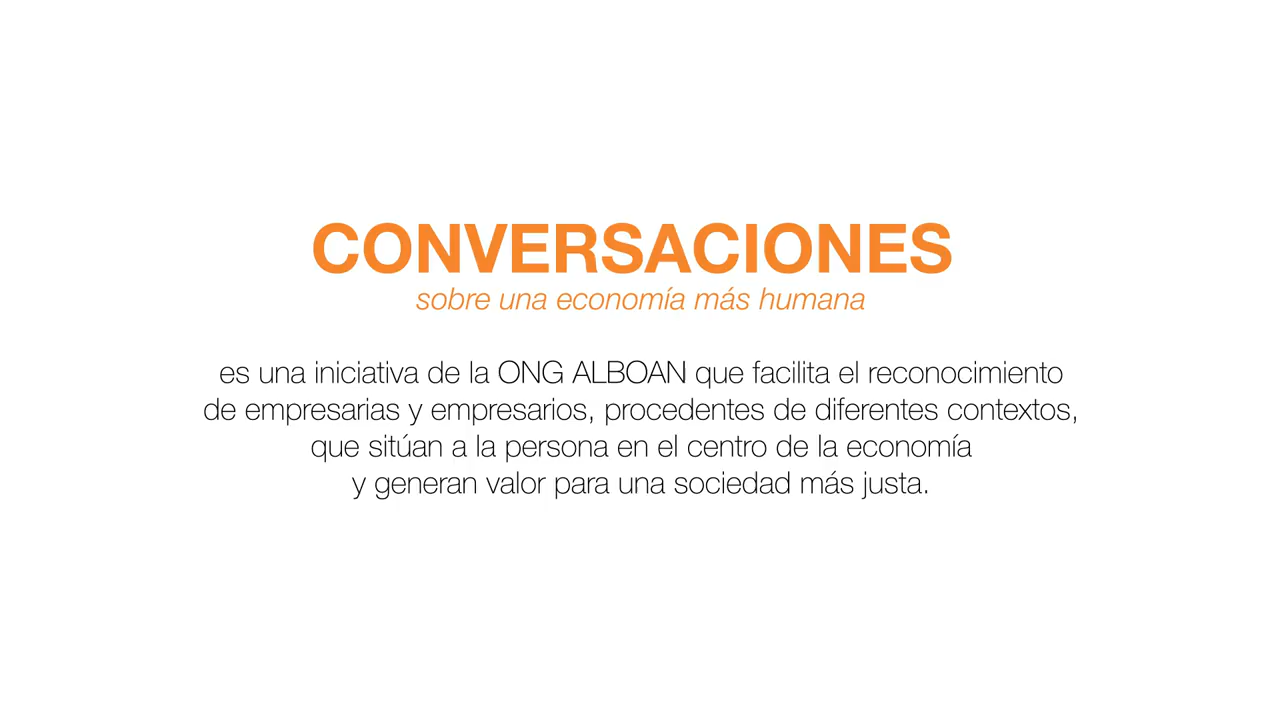 CONVERSACIONES
sobre una economía más humana
es una iniciativa de la ONG ALBOAN que facilita el reconocimiento
de empresarias y empresarios, procedentes de diferentes contextos,
que sitúan a la persona en el centro de la economía
y generan valor para una sociedad más justa.